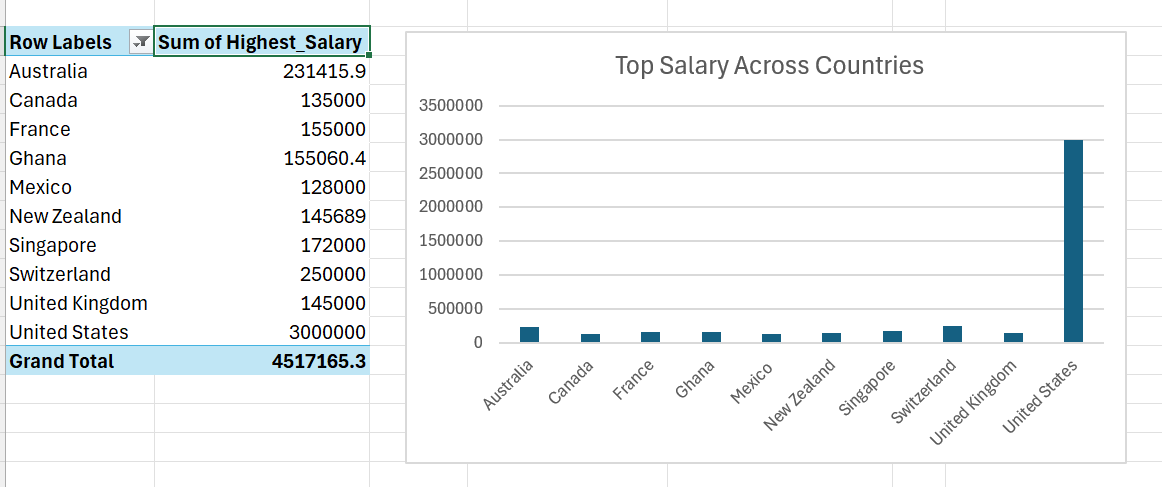 Row Labels Sum of Highest_Salary
Australia 231415.9
Canada 135000
France 155000
Ghana 155060.4
Mexico 128000
New Zealand 145689
Singapore 172000
Switzerland 250000
United Kingdom 145000
United States 3000000
Grand Total 4517165.3
Top Salary Across Countries
3500000
3000000
2500000
2000000
1500000
1000000
500000
0
Australia
Canada
France
Ghana
Mexico
New Zealand
Singapore
Switzerland
United Kingdom
United States